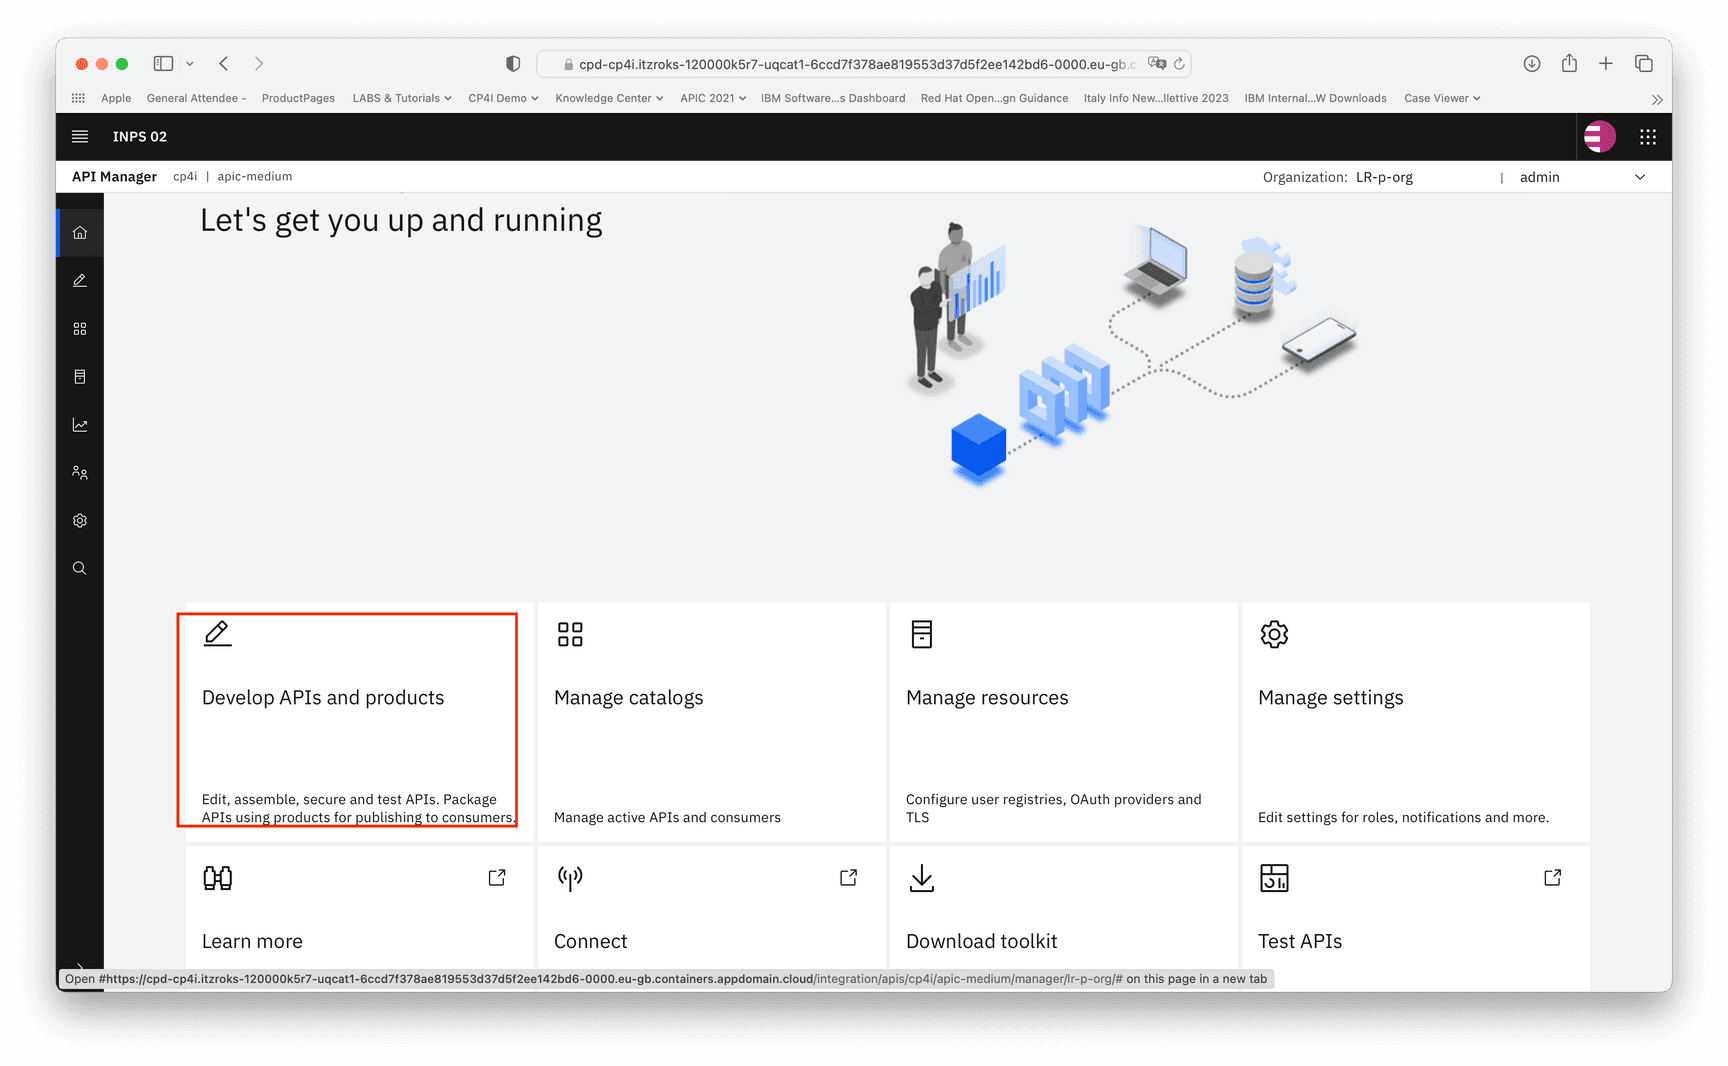 cpd-cp4i.itzroks-120000k5r7-uqcat1-6ccd7f378ae819553d37d5f2ee142bd6-0000.eu-gb.c
Apple General Attendee - ProductPages LABS & Tutorials CP4I Demo Knowledge Center APIC 2021 IBM Software...s Dashboard Red Hat Open...gn Guidance Italy Info New...llettive 2023 IBM Internal...W Downloads Case Viewer
INPS 02
API Manager cp4i | apic-medium Organization: LR-p-org | admin
Let's get you up and running
Develop APIs and products
Edit, assemble, secure and test APIs. Package
APIs using products for publishing to consumers.
Manage catalogs
Manage active APIs and consumers
Manage resources
Configure user registries, OAuth providers and
TLS
Manage settings
Edit settings for roles, notifications and more.
Learn more
Connect
Download toolkit
Test APIs
Open #https://cpd-cp4i.itzroks-120000k5r7-uqcat1-6ccd7f378ae819553d37d5f2ee142bd6-0000.eu-gb.containers.appdomain.cloud/integration/apis/cp4i/apic-medium/manager/lr-p-org/# on this page in a new tab